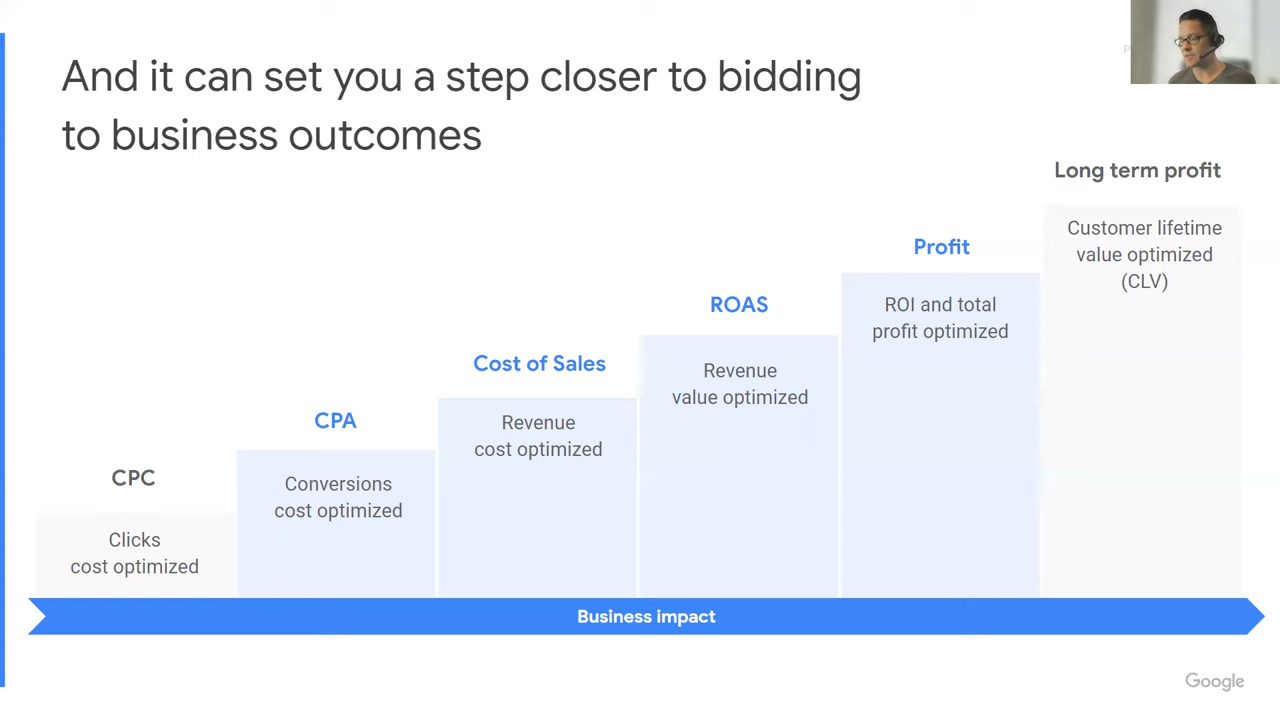 And it can set you a step closer to bidding
to business outcomes
Long term profit
Customer lifetime
value optimized
(CLV)
Profit
ROI and total
profit optimized
ROAS
Revenue
value optimized
Cost of Sales
Revenue
cost optimized
CPA
Conversions
cost optimized
CPC
Clicks
cost optimized
Business impact
Google